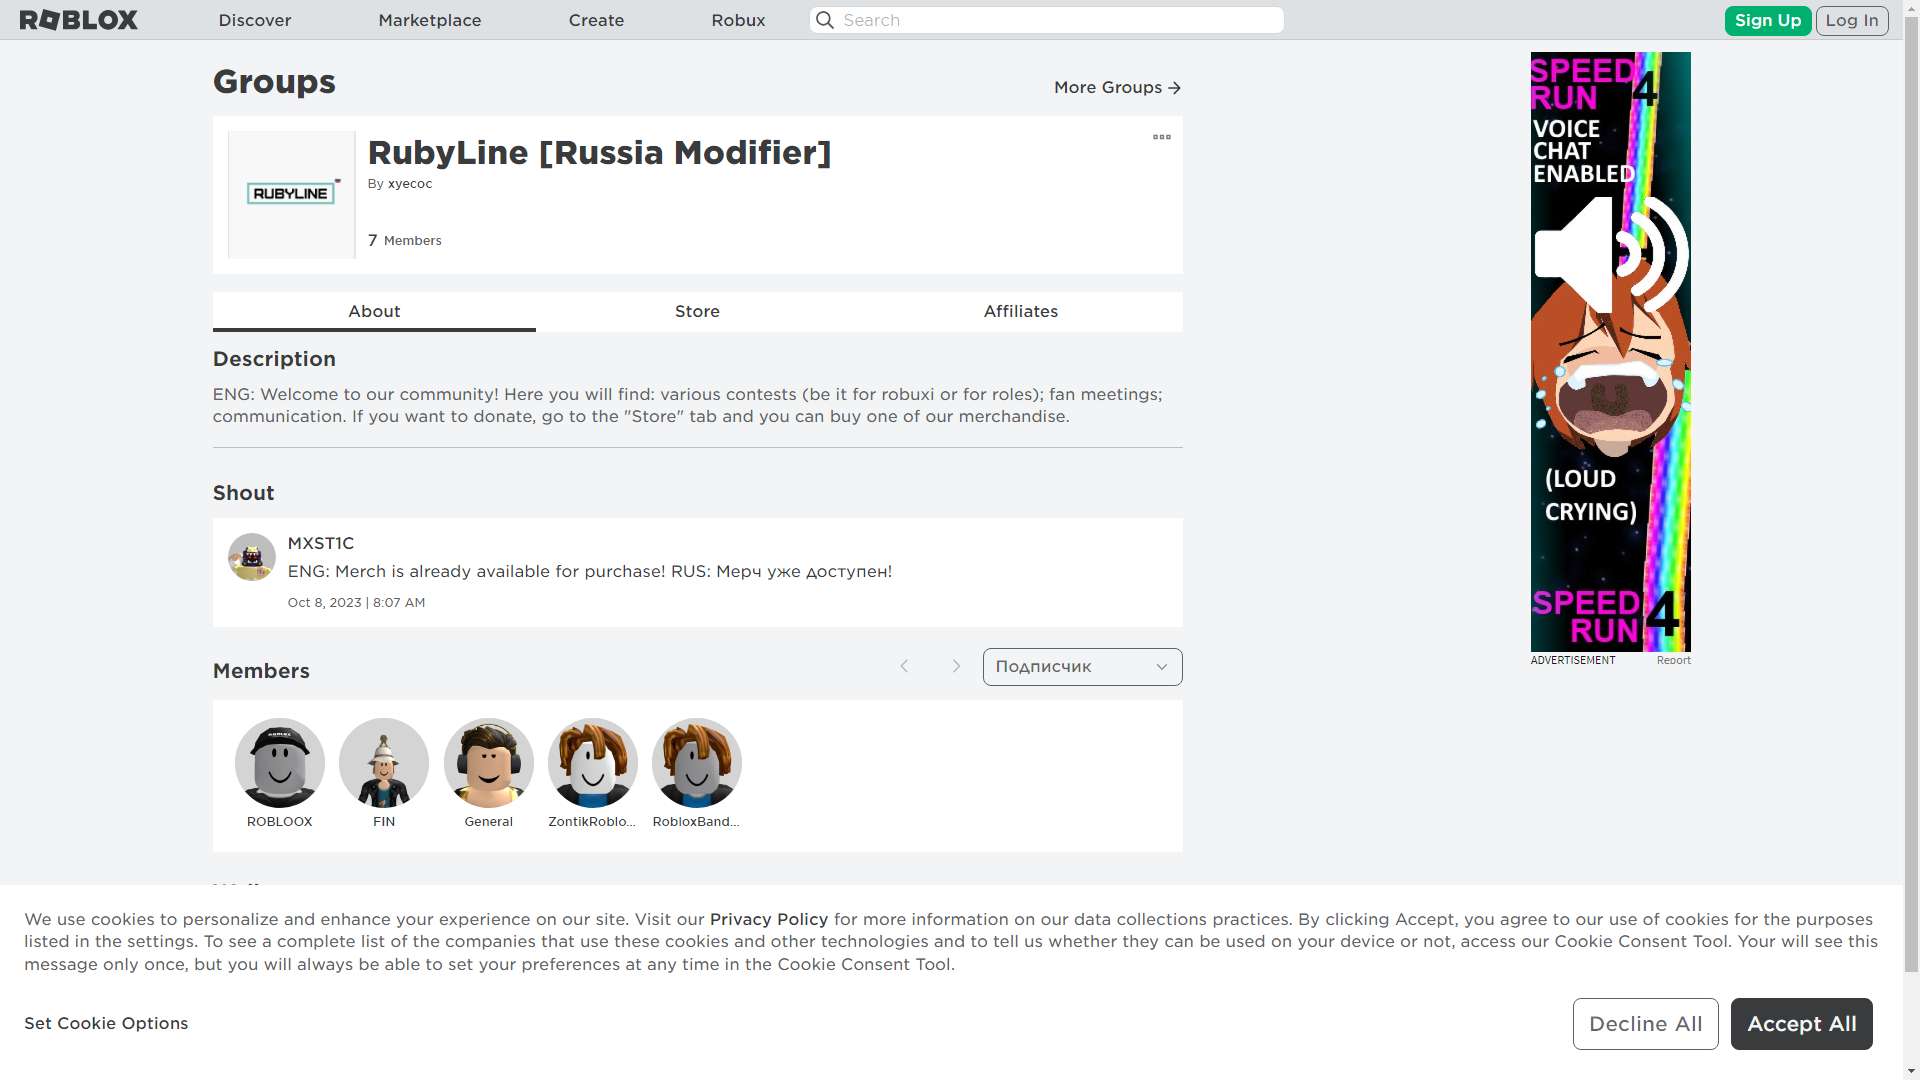 ROBLOX
Discover
Marketplace
Create
Robux
Search
Sign Up
Log In
Groups
More Groups
RubyLine [Russia Modifier]
By xyecoc
RUBYLINE
7 Members
About
Store
Affiliates
Description
ENG: Welcome to our community! Here you will find: various contests (be it for robuxi or for roles); fan meetings;
communication. If you want to donate, go to the "Store" tab and you can buy one of our merchandise.
Shout
MXST1C
ENG: Merch is already available for purchase! RUS: Мерч уже доступен!
Oct 8, 2023 | 8:07 AM
Members
Подписчик
ROBLOOX
FIN
General
ZontikRoblo...
RobloxBand...
SPEED
RUN 4
VOICE
CHAT
ENABLED
(LOUD
CRYING)
SPEED
RUN 4
ADVERTISEMENT
Report
We use cookies to personalize and enhance your experience on our site. Visit our Privacy Policy for more information on our data collections practices. By clicking Accept, you agree to our use of cookies for the purposes
listed in the settings. To see a complete list of the companies that use these cookies and other technologies and to tell us whether they can be used on your device or not, access our Cookie Consent Tool. Your will see this
message only once, but you will always be able to set your preferences at any time in the Cookie Consent Tool.
Set Cookie Options
Decline All
Accept All